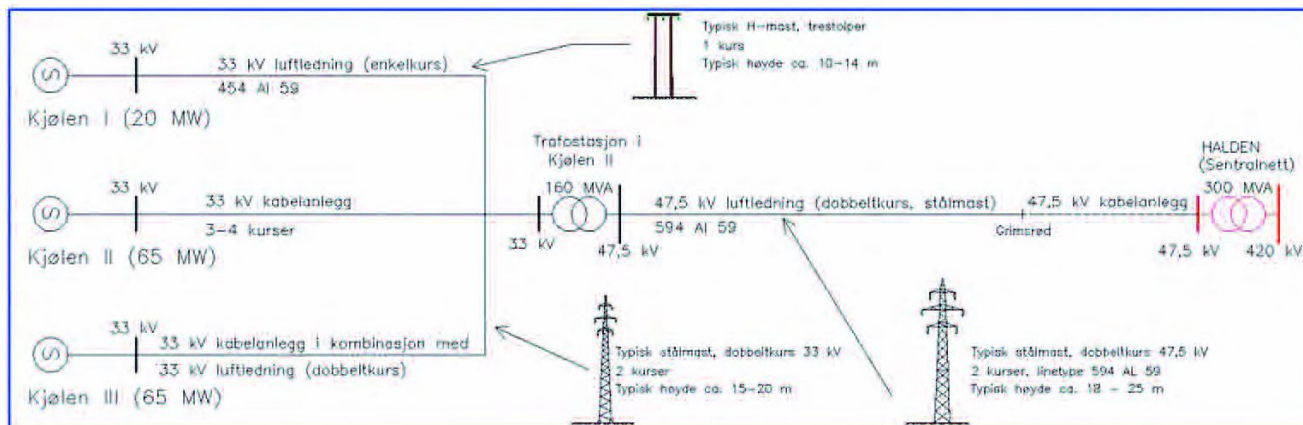 33 kV
33 kV luftledning (enkelkurs)
454 Al 59
S
Kjølen I (20 MW)
Typisk H-mast, trestolper
1 kurs
Typisk høyde ca. 10-14 m
33 kV
33 kV kabelanlegg
3-4 kurser
S
Kjølen II (65 MW)
Trafostasjon i
Kjølen II
160 MVA
33 kV
47,5 kV
47,5 kV luftledning (dobbeltkurs, stålmast)
594 Al 59
Grimsrød
47,5 kV kabelanlegg
HALDEN
(Sentralnett)
300 MVA
47,5 kV
420 kV
33 kV
33 kV kabelanlegg i kombinasjon med
33 kV luftledning (dobbeltkurs)
S
Kjølen III (65 MW)
Typisk stålmast, dobbeltkurs 33 kV
2 kurser
Typisk høyde ca. 15-20 m
Typisk stålmast, dobbeltkurs 47,5 kV
2 kurser, linetype 594 AL 59
Typisk høyde ca. 18 - 25 m